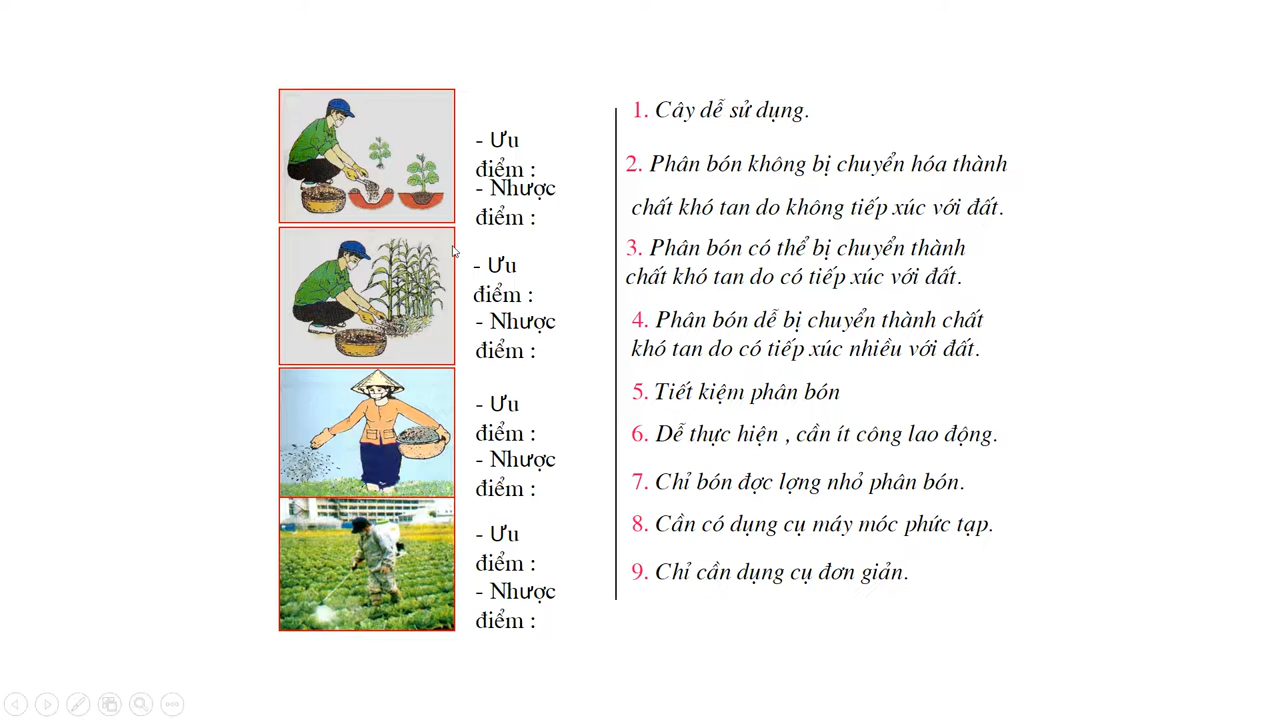 - Ưu
điểm :
- Nhược
điểm :
- Ưu
điểm :
- Nhược
điểm :
- Ưu
điểm :
- Nhược
điểm :
- Ưu
điểm :
- Nhược
điểm :
1. Cây dễ sử dụng.
2. Phân bón không bị chuyển hóa thành
chất khó tan do không tiếp xúc với đất.
3. Phân bón có thể bị chuyển thành
chất khó tan do có tiếp xúc với đất.
4. Phân bón dễ bị chuyển thành chất
khó tan do có tiếp xúc nhiều với đất.
5. Tiết kiệm phân bón
6. Dễ thực hiện , cần ít công lao động.
7. Chỉ bón đợc lợng nhỏ phân bón.
8. Cần có dụng cụ máy móc phức tạp.
9. Chỉ cần dụng cụ đơn giản.